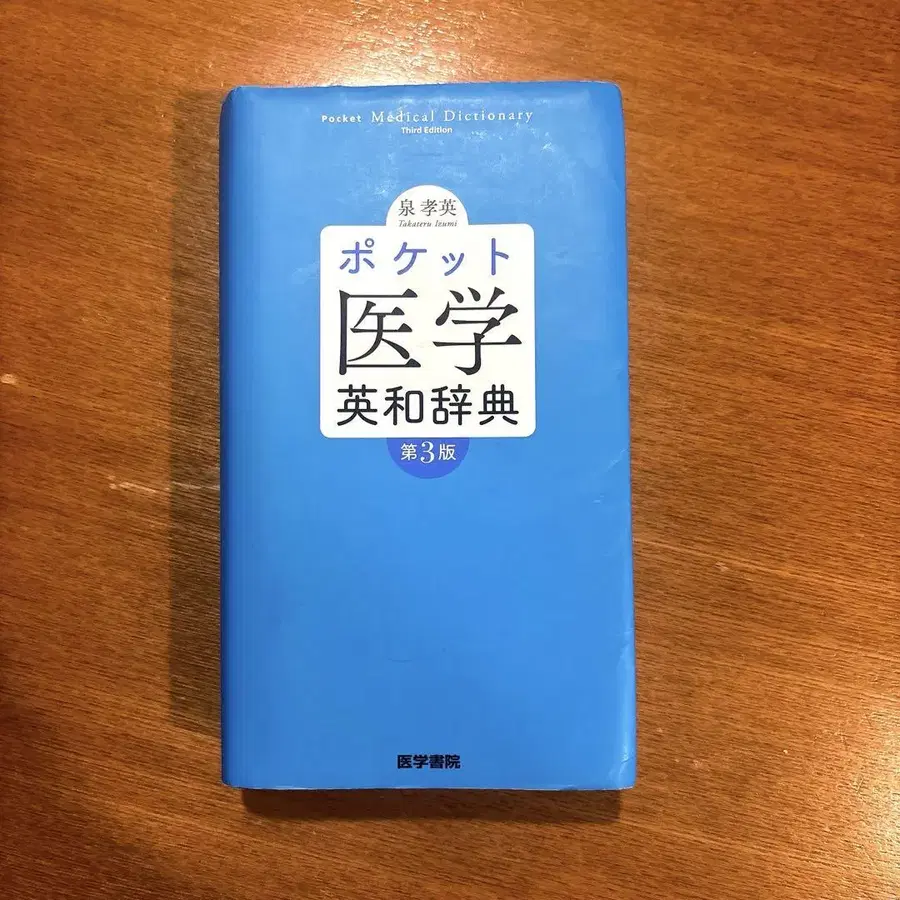 Pocket Medical Dictionary
Third Edition
泉 孝英
Takateru Izumi
ポケット
医学
英和辞典
第3版
医学書院